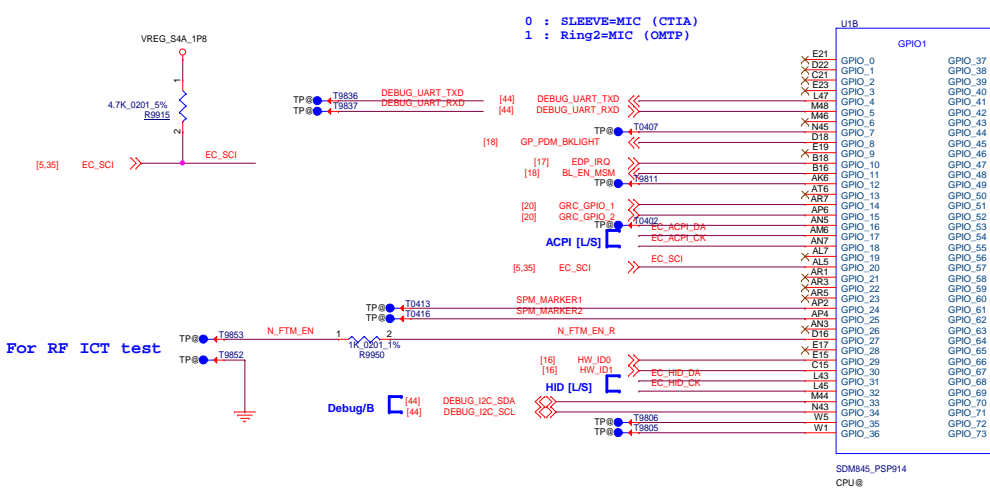 0 : SLEEVE=MIC (CTIA)
1 : Ring2=MIC (OMTP)
VREG_S4A_1P8
1
4.7K_0201_5%
R9915
2
[5,35] EC_SCI EC_SCI
TP@ T9836 DEBUG_UART_TXD
TP@ T9837 DEBUG_UART_RXD
[44] DEBUG_UART_TXD
[44] DEBUG_UART_RXD
TP@ T0407
[18] GP_PDM_BKLIGHT
[17] EDP_IRQ
[18] BL_EN_MSM
TP@ T9811
[20] GRC_GPIO_1
[20] GRC_GPIO_2
TP@ T0402
EC_ACPI_DA
ACPI [L/S] EC_ACPI_CK
[5,35] EC_SCI EC_SCI
TP@ T0413 SPM_MARKER1
TP@ T0416 SPM_MARKER2
For RF ICT test
TP@ T9853 N_FTM_EN 1 2 N_FTM_EN_R
1K_0201_1%
R9950
TP@ T9852
[16] HW_ID0
[16] HW_ID1
EC_HID_DA
HID [L/S] EC_HID_CK
Debug/B
[44] DEBUG_I2C_SDA
[44] DEBUG_I2C_SCL
TP@ T9806
TP@ T9805
U1B
GPIO1
E21 GPIO_0 GPIO_37
D22 GPIO_1 GPIO_38
C21 GPIO_2 GPIO_39
E23 GPIO_3 GPIO_40
L47 GPIO_4 GPIO_41
M48 GPIO_5 GPIO_42
M46 GPIO_6 GPIO_43
N45 GPIO_7 GPIO_44
D18 GPIO_8 GPIO_45
E19 GPIO_9 GPIO_46
B18 GPIO_10 GPIO_47
B16 GPIO_11 GPIO_48
AK6 GPIO_12 GPIO_49
AT6 GPIO_13 GPIO_50
AR7 GPIO_14 GPIO_51
AP6 GPIO_15 GPIO_52
AN5 GPIO_16 GPIO_53
AM6 GPIO_17 GPIO_54
AN7 GPIO_18 GPIO_55
AL7 GPIO_19 GPIO_56
AL5 GPIO_20 GPIO_57
AR1 GPIO_21 GPIO_58
AR3 GPIO_22 GPIO_59
AR5 GPIO_23 GPIO_60
AP2 GPIO_24 GPIO_61
AP4 GPIO_25 GPIO_62
AN3 GPIO_26 GPIO_63
D16 GPIO_27 GPIO_64
E17 GPIO_28 GPIO_65
E15 GPIO_29 GPIO_66
C15 GPIO_30 GPIO_67
L43 GPIO_31 GPIO_68
L45 GPIO_32 GPIO_69
M44 GPIO_33 GPIO_70
N43 GPIO_34 GPIO_71
W5 GPIO_35 GPIO_72
W1 GPIO_36 GPIO_73
SDM845_PSP914
CPU@